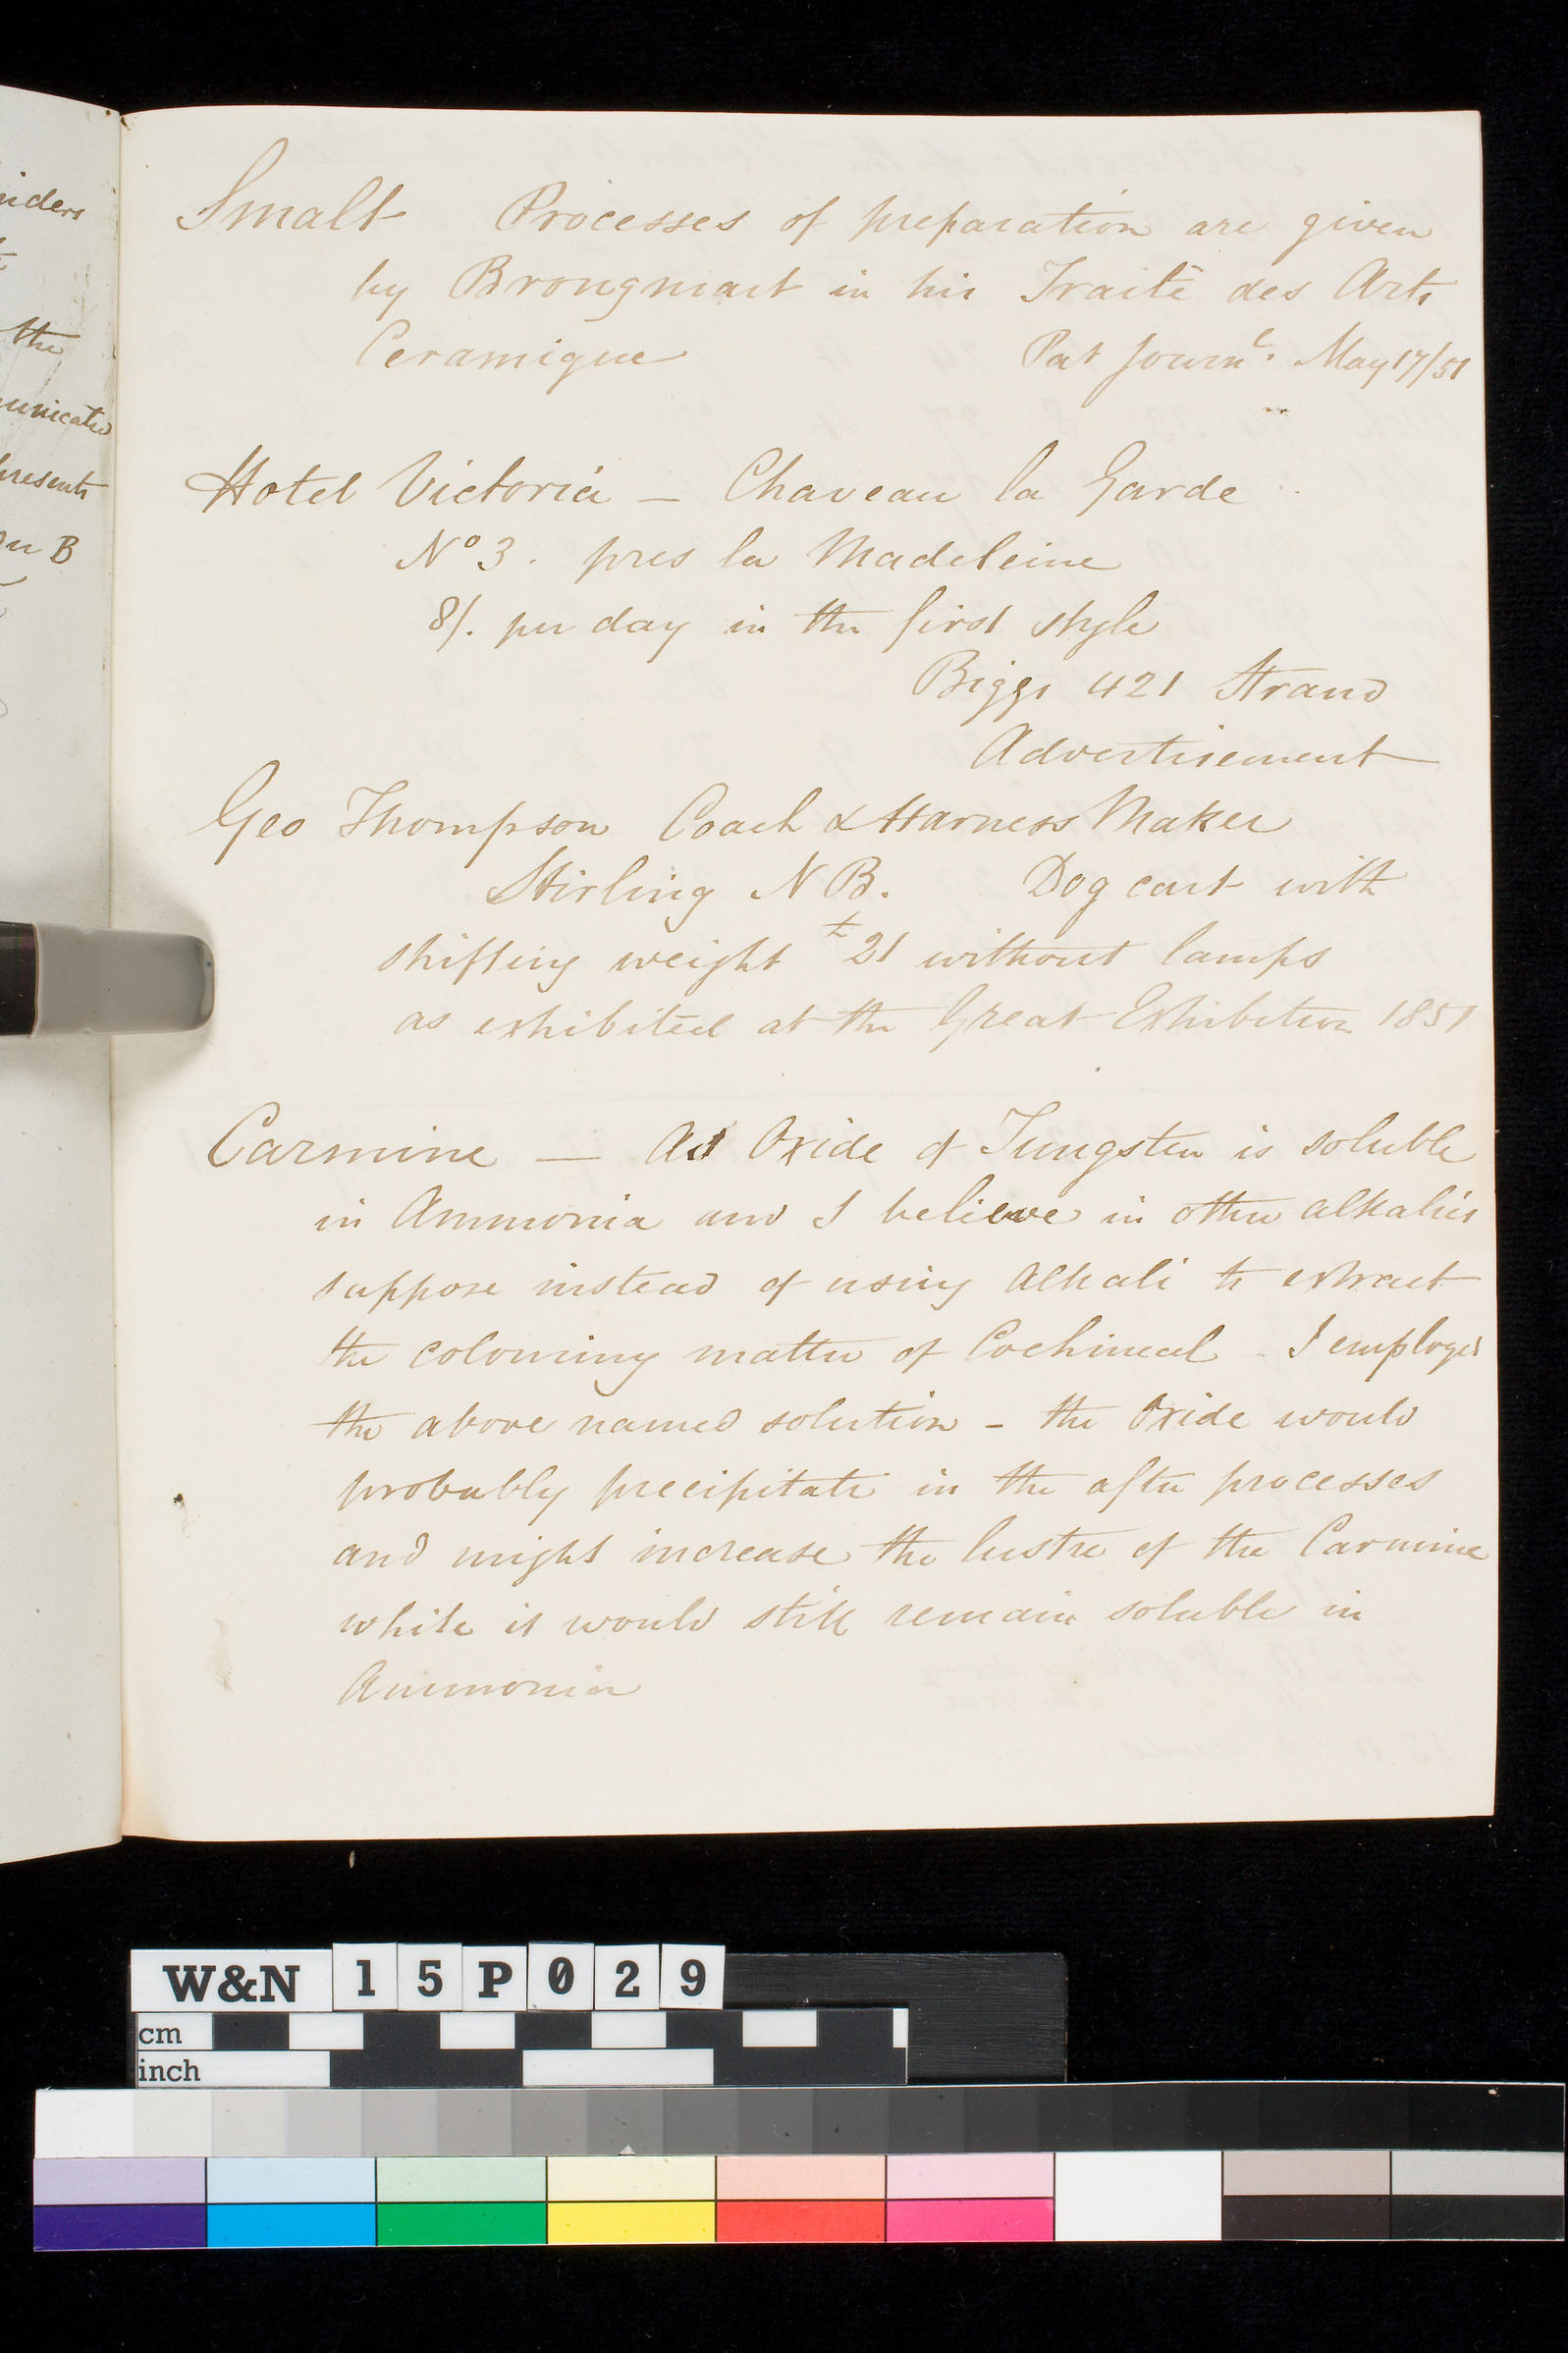 Smalt Processes of preparation are given
by Brongniart in his Traité des Arts
Ceramique Pat Journl. May 17/51
Hotel Victoria – Chaveau la Garde
No 3. pres la Madeleine
8/. per day in the first style
Biggs 421 Strand
Advertisement
Geo Thompson Coach & Harness Maker
Stirling N B. Dog cart with
shifting weight £21 without lamps
as exhibited at the Great Exhibition 1851
Carmine — As Oxide of Tungsten is soluble
in Ammonia and I believe in other alkalies
suppose instead of using Alkali to extract
the colouring matter of Cochineal - I employed
the above named solution - the Oxide would
probably precipitate in the after processes
and might increase the lustre of the Carmine
while it would still remain soluble in
Ammonia
the
presents
B
W&N 15P029
cm
inch